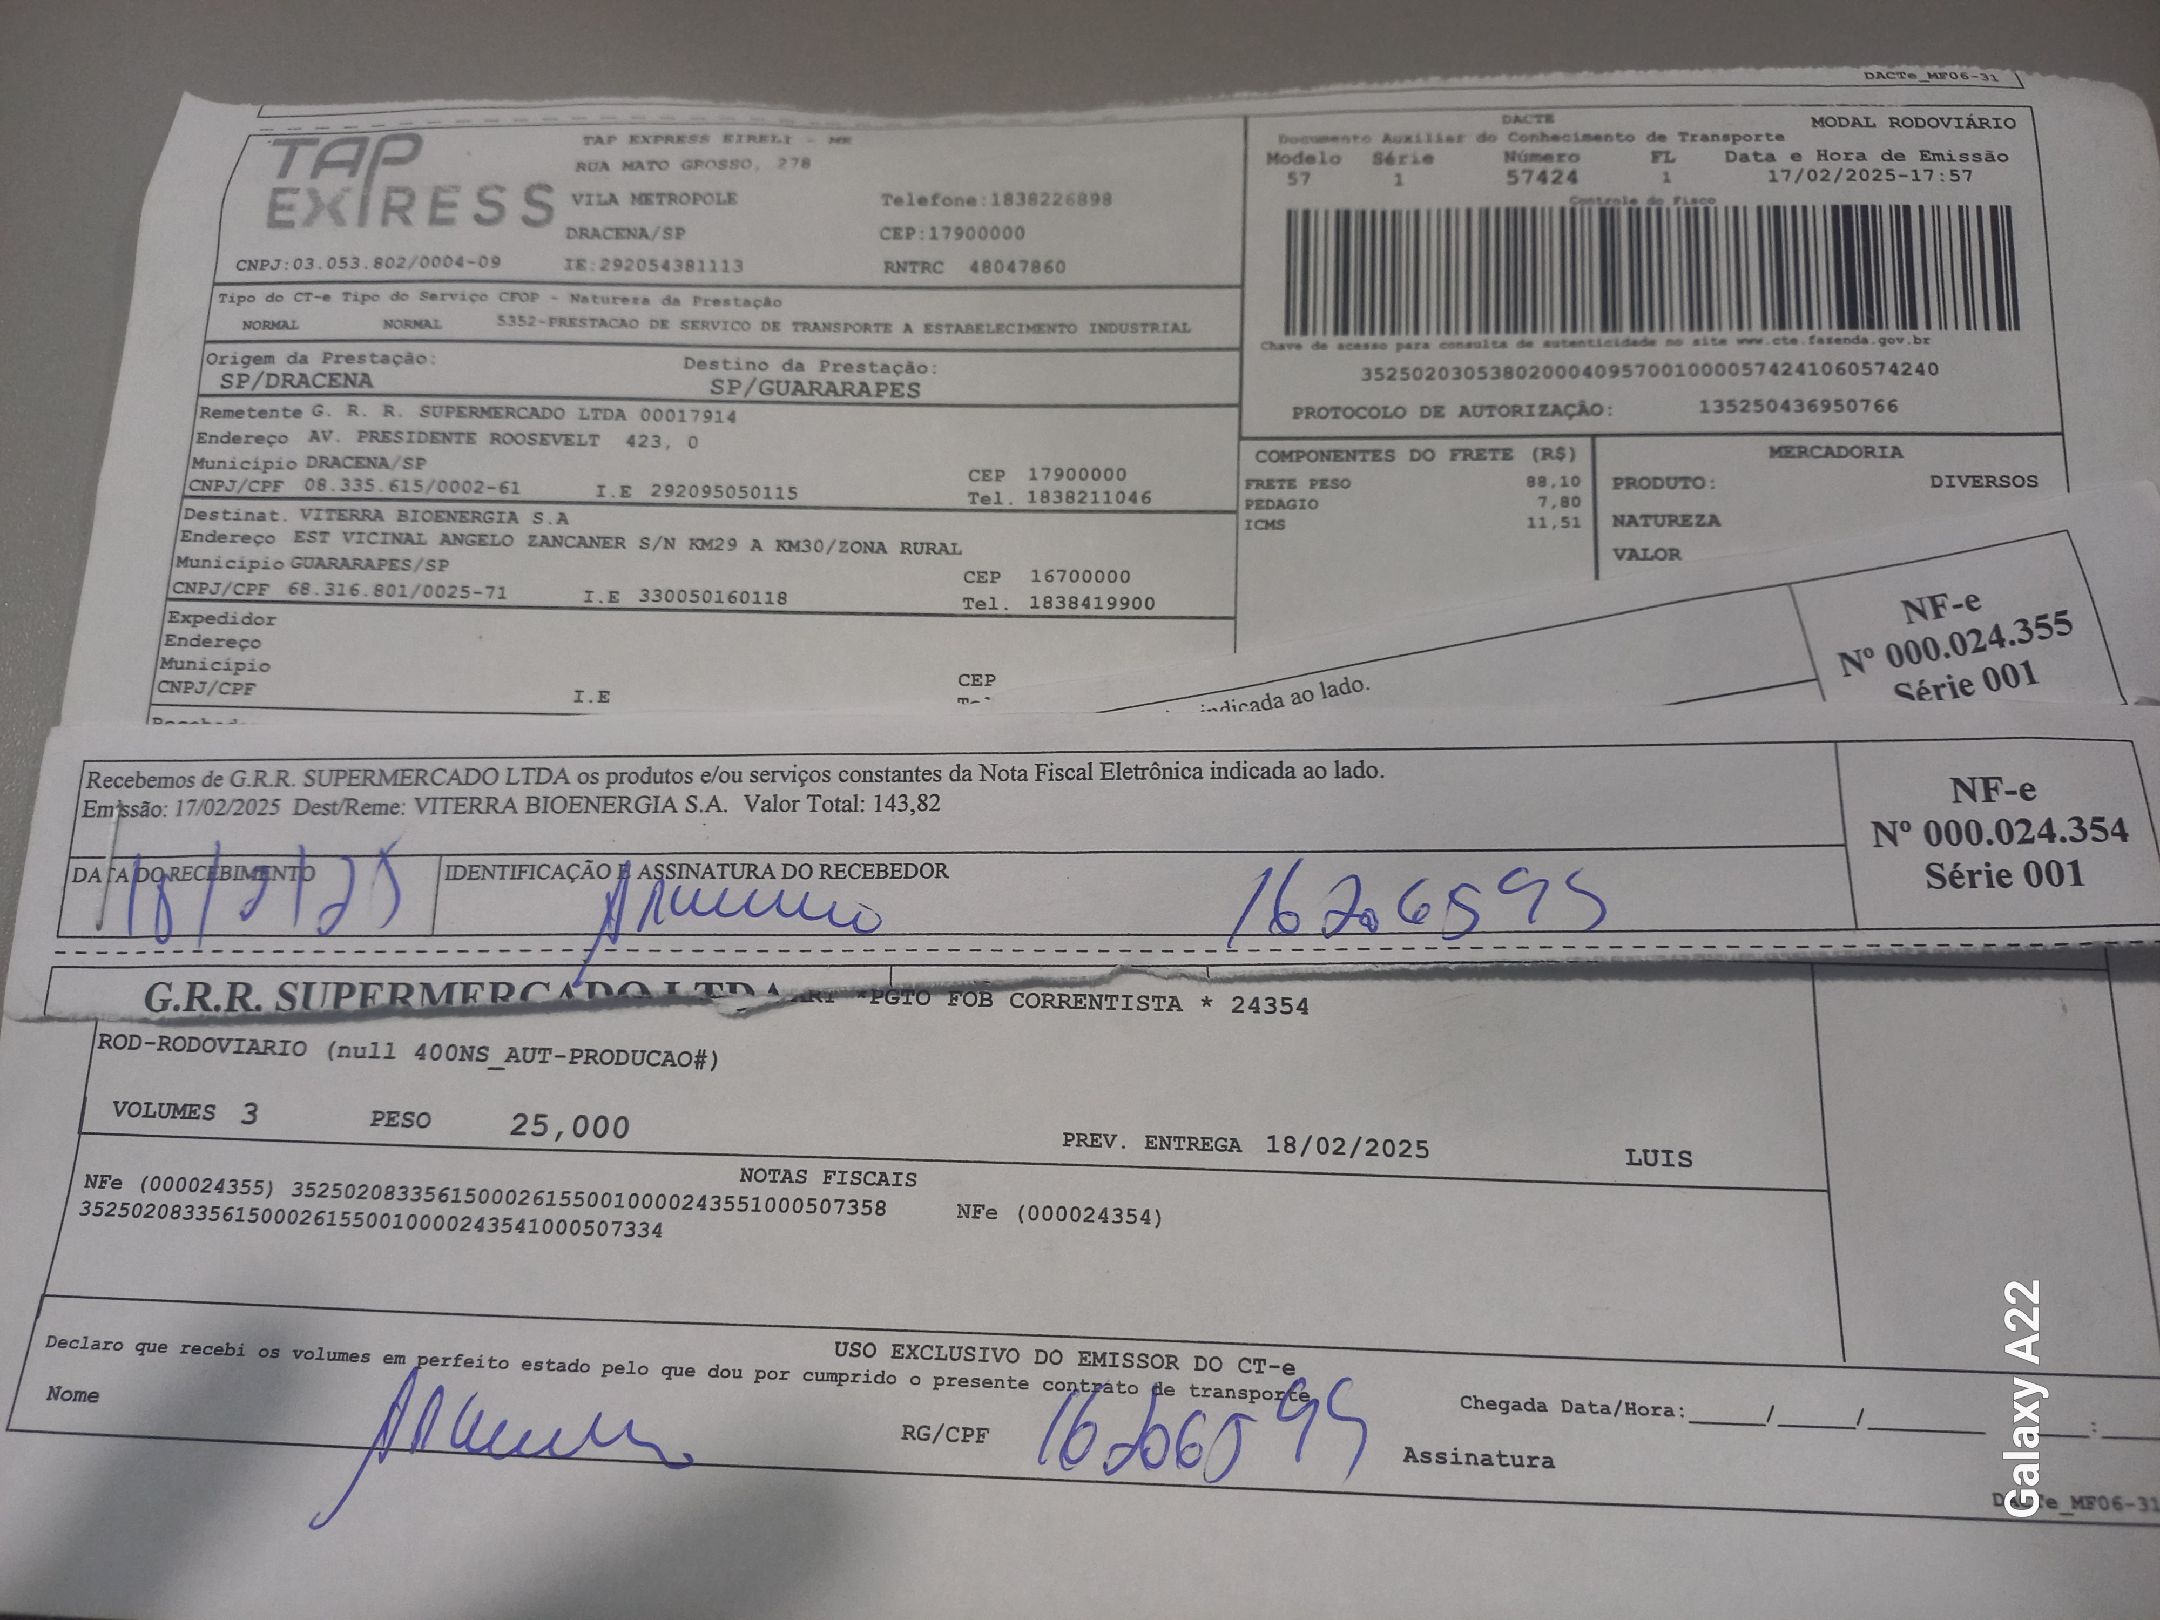 DACTe_MF06-31
TAP EXPRESS
TAP EXPRESS EIRELI - ME
RUA MATO GROSSO, 278
VILA METROPOLE Telefone:1838226898
DRACENA/SP CEP:17900000
CNPJ:03.053.802/0004-09 IE:292054381113 RNTRC 48047860
DACTE
Documento Auxiliar do Conhecimento de Transporte MODAL RODOVIÁRIO
Modelo Série Número FL Data e Hora de Emissão
57 1 57424 1 17/02/2025-17:57
Controle do Fisco
Chave de acesso para consulta de autenticidade no site www.cte.fazenda.gov.br
35250203053802000409570010000574241060574240
PROTOCOLO DE AUTORIZAÇÃO: 135250436950766
Tipo do CT-e Tipo do Serviço CFOP - Natureza da Prestação
NORMAL NORMAL 5352-PRESTACAO DE SERVICO DE TRANSPORTE A ESTABELECIMENTO INDUSTRIAL
Origem da Prestação: Destino da Prestação:
SP/DRACENA SP/GUARARAPES
Remetente G. R. R. SUPERMERCADO LTDA 00017914
Endereço AV. PRESIDENTE ROOSEVELT 423, 0
Município DRACENA/SP CEP 17900000
CNPJ/CPF 08.335.615/0002-61 I.E 292095050115 Tel. 1838211046
Destinat. VITERRA BIOENERGIA S.A
Endereço EST VICINAL ANGELO ZANCANER S/N KM29 A KM30/ZONA RURAL
Município GUARARAPES/SP CEP 16700000
CNPJ/CPF 68.316.801/0025-71 I.E 330050160118 Tel. 1838419900
Expedidor
Endereço
Município CEP
CNPJ/CPF I.E
COMPONENTES DO FRETE (R$)
FRETE PESO 88,10
PEDAGIO 7,80
ICMS 11,51
MERCADORIA
PRODUTO: DIVERSOS
NATUREZA
VALOR
NF-e
Nº 000.024.355
Série 001
indicada ao lado.
Recebemos de G.R.R. SUPERMERCADO LTDA os produtos e/ou serviços constantes da Nota Fiscal Eletrônica indicada ao lado.
Emissão: 17/02/2025 Dest/Reme: VITERRA BIOENERGIA S.A. Valor Total: 143,82
NF-e
Nº 000.024.354
Série 001
DATA DO RECEBIMENTO IDENTIFICAÇÃO E ASSINATURA DO RECEBEDOR
18/2/25 16206595
G.R.R. SUPERMERCADO LTDA
*PGTO FOB CORRENTISTA * 24354
ROD-RODOVIARIO (null 400NS_AUT-PRODUCAO#)
VOLUMES 3 PESO 25,000 PREV. ENTREGA 18/02/2025 LUIS
NOTAS FISCAIS
NFe (000024355) 35250208335615000261550010000243551000507358 NFe (000024354)
35250208335615000261550010000243541000507334
USO EXCLUSIVO DO EMISSOR DO CT-e
Declaro que recebi os volumes em perfeito estado pelo que dou por cumprido o presente contrato de transporte
Nome RG/CPF 16206595 Chegada Data/Hora:_____/_____/________ ____:____
Assinatura
DACTe_MF06-31
Galaxy A22